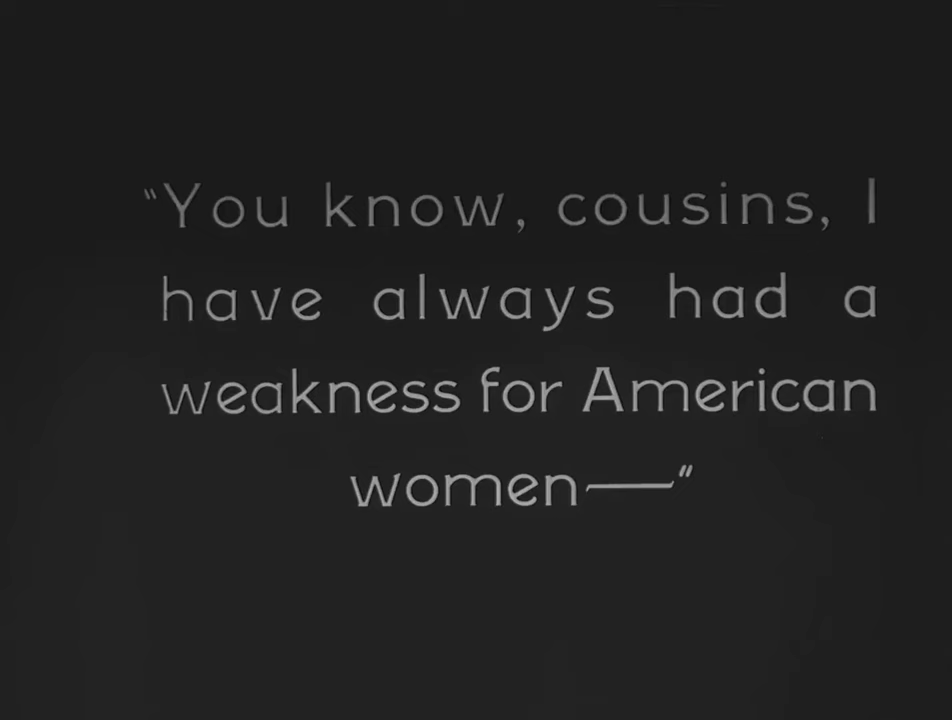 "You know, cousins, I
have always had a
weakness for American
women—"